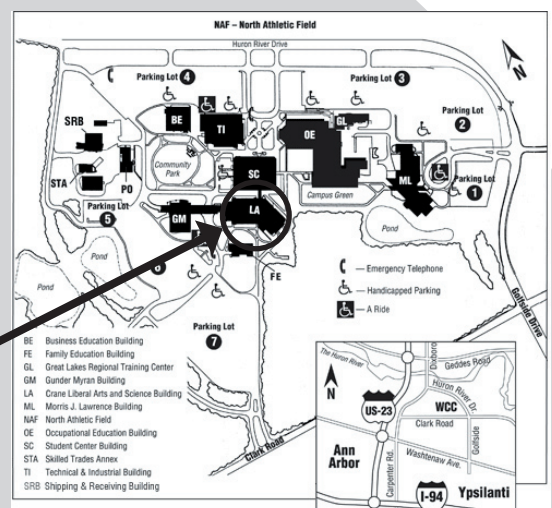 NAF – North Athletic Field
Huron River Drive
N
Parking Lot 4
Parking Lot 3
Parking Lot 2
SRB
BE
TI
GL
OE
STA
PO
Community
Park
SC
ML
Parking Lot 1
Campus Green
Parking Lot 5
GM
LA
Pond
Pond
Pond
6
FE
Emergency Telephone
Handicapped Parking
A Ride
Golfside Drive
Parking Lot 7
Clark Road
BE Business Education Building
FE Family Education Building
GL Great Lakes Regional Training Center
GM Gunder Myran Building
LA Crane Liberal Arts and Science Building
ML Morris J. Lawrence Building
NAF North Athletic Field
OE Occupational Education Building
SC Student Center Building
STA Skilled Trades Annex
TI Technical & Industrial Building
SRB Shipping & Receiving Building
The Huron River
Dixboro
Geddes Road
N
Huron River Dr.
US-23
WCC
Clark Road
Golfside
Ann
Arbor
Carpenter Rd.
Washtenaw Ave.
I-94
Ypsilanti